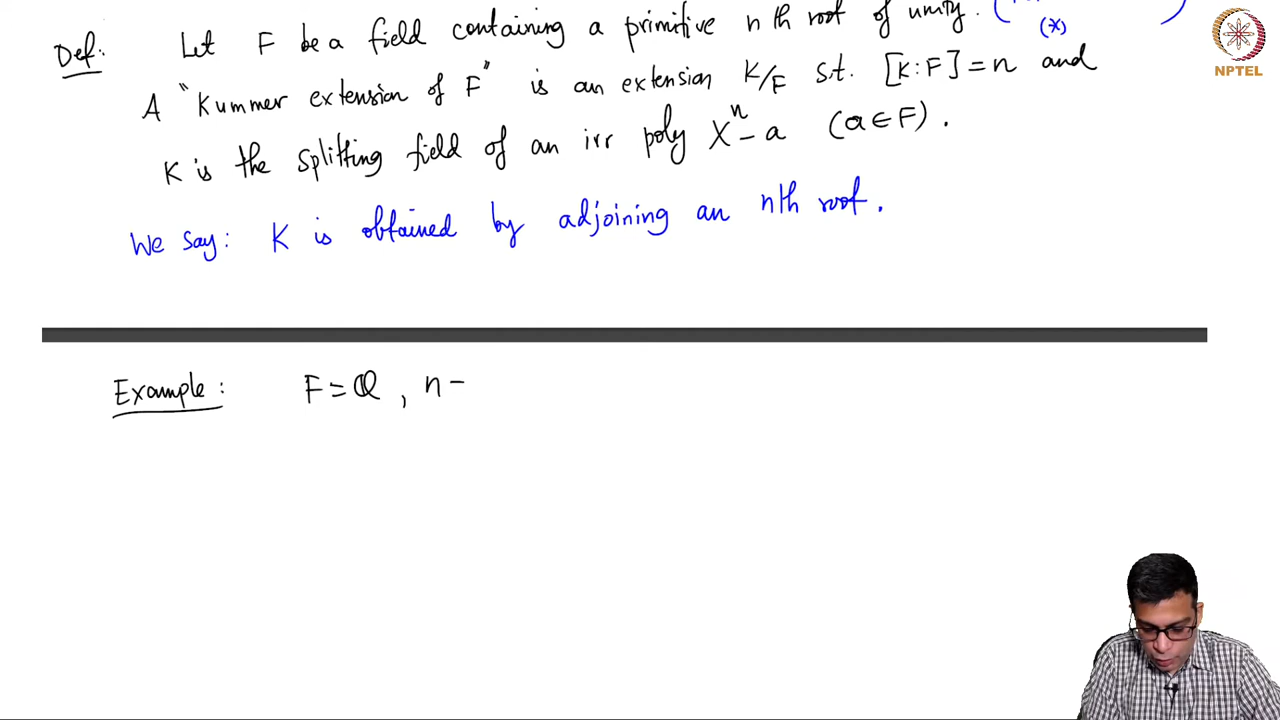 Def: Let F be a field containing a primitive nth root of unity. (
(x)
A "Kummer extension of F" is an extension K/F s.t. [K:F]=n and
K is the splitting field of an irr poly Xⁿ-a (a∈F).
We say: K is obtained by adjoining an nth root.
Example: F=ℚ, n-
NPTEL